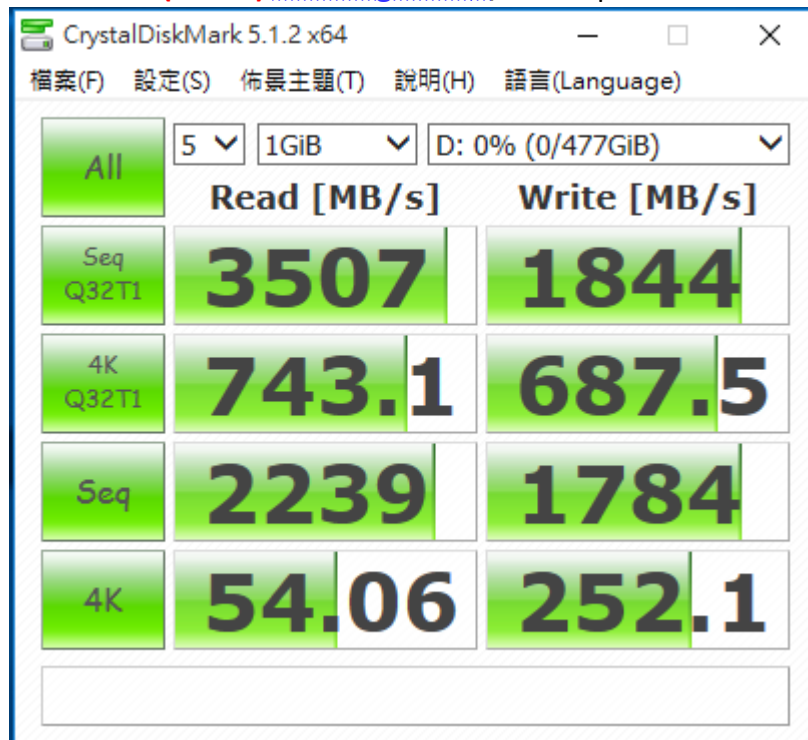 CrystalDiskMark 5.1.2 x64
檔案(F) 設定(S) 佈景主題(T) 說明(H) 語言(Language)
All 5 1GiB D: 0% (0/477GiB)
Read [MB/s] Write [MB/s]
Seq
Q32T1 3507 1844
4K
Q32T1 743.1 687.5
Seq 2239 1784
4K 54.06 252.1